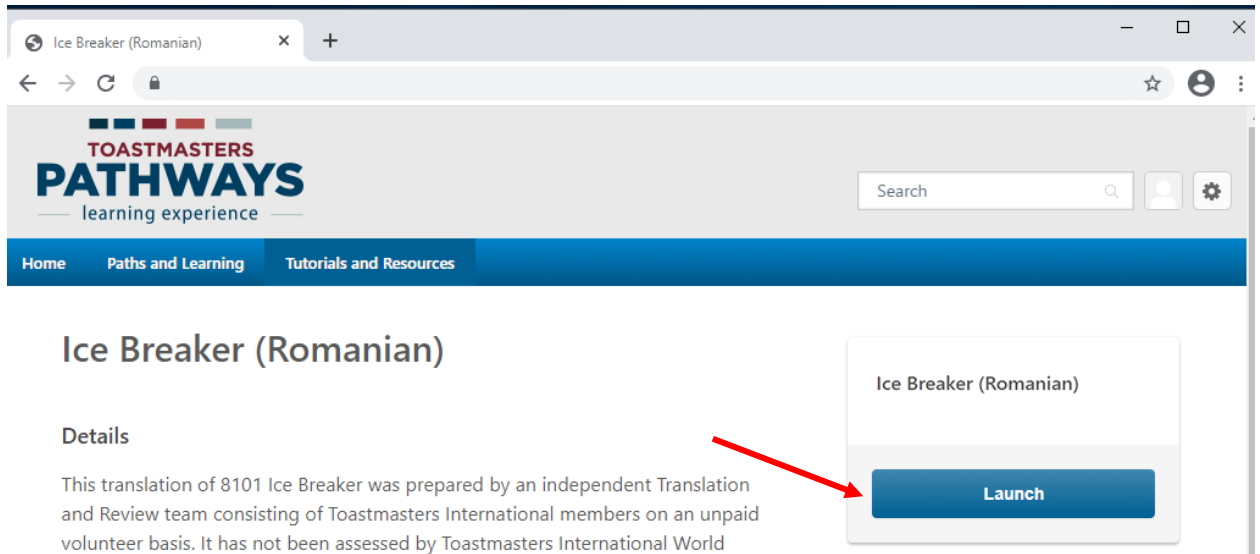 Ice Breaker (Romanian)
TOASTMASTERS
PATHWAYS
learning experience
Search
Home Paths and Learning Tutorials and Resources
Ice Breaker (Romanian)
Ice Breaker (Romanian)
Details
Launch
This translation of 8101 Ice Breaker was prepared by an independent Translation
and Review team consisting of Toastmasters International members on an unpaid
volunteer basis. It has not been assessed by Toastmasters International World